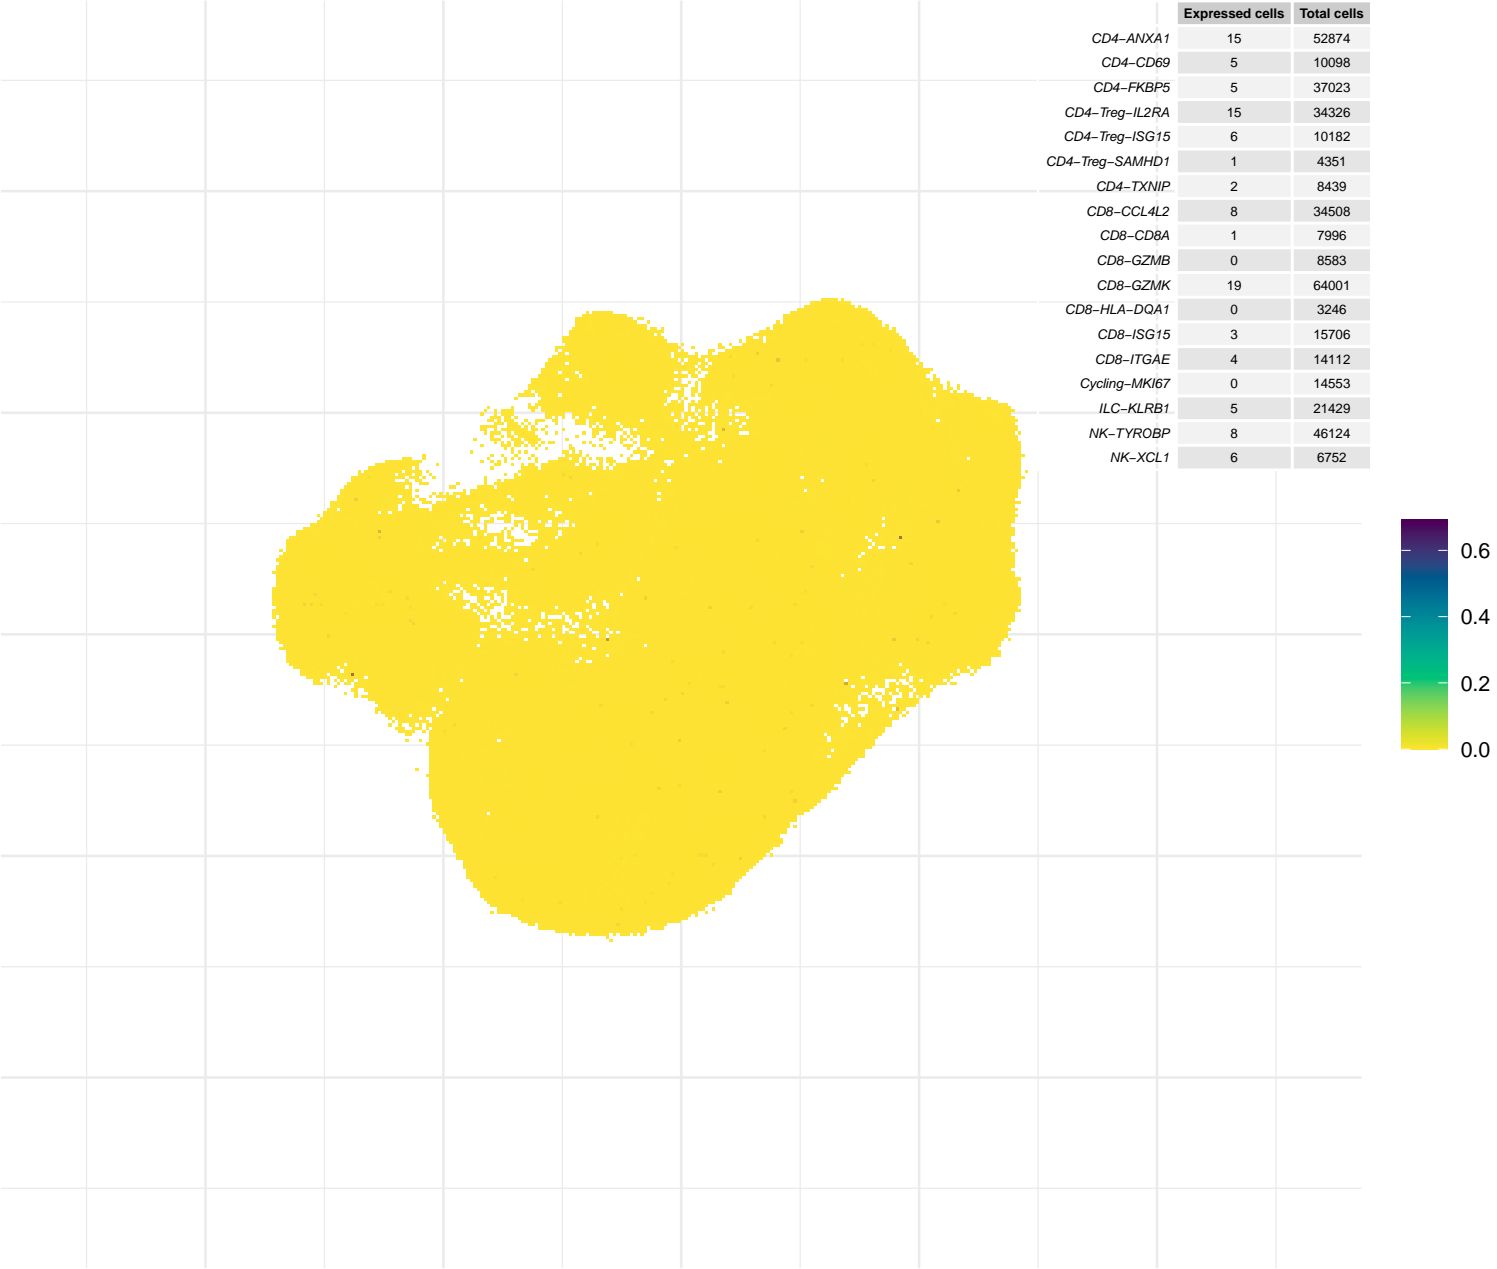 Expressed cells Total cells
CD4−ANXA1 15 52874
CD4−CD69 5 10098
CD4−FKBP5 5 37023
CD4−Treg−IL2RA 15 34326
CD4−Treg−ISG15 6 10182
CD4−Treg−SAMHD1 1 4351
CD4−TXNIP 2 8439
CD8−CCL4L2 8 34508
CD8−CD8A 1 7996
CD8−GZMB 0 8583
CD8−GZMK 19 64001
CD8−HLA−DQA1 0 3246
CD8−ISG15 3 15706
CD8−ITGAE 4 14112
Cycling−MKI67 0 14553
ILC−KLRB1 5 21429
NK−TYROBP 8 46124
NK−XCL1 6 6752
0.6
0.4
0.2
0.0